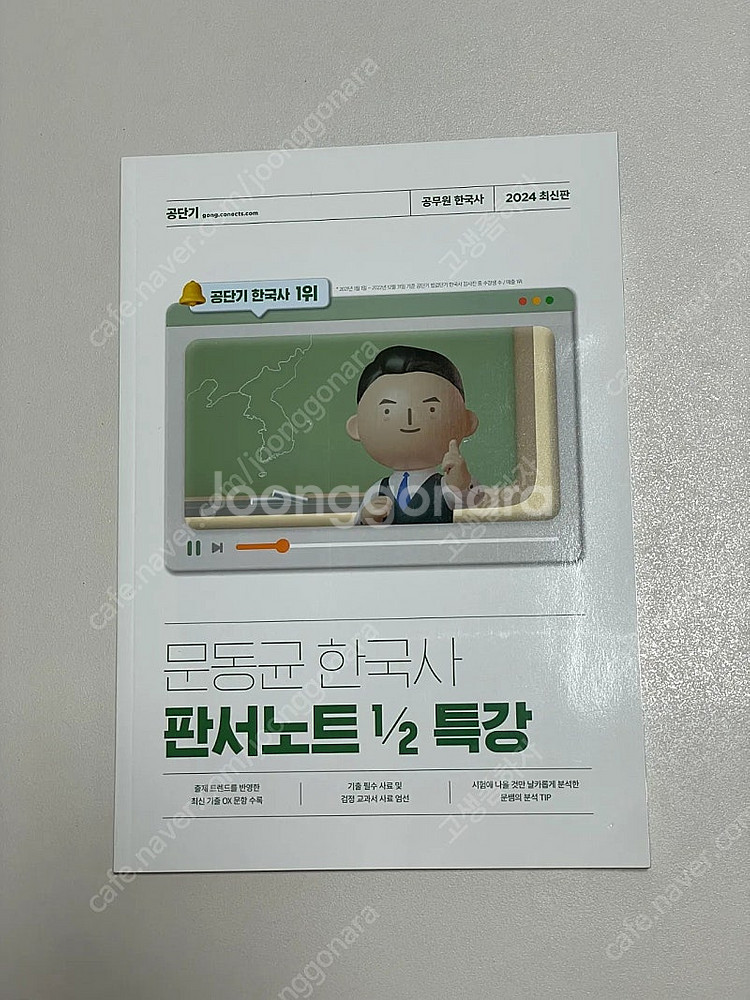 공단기 gong.conects.com
공무원 한국사
2024 최신판
공단기 한국사 1위
Joonggonara
문동균 한국사
판서노트 1/2 특강
출제 트렌드를 반영한
최신 기출 OX 문항 수록
기출 필수 사료 및
검정 교과서 사료 엄선
시험에 나올 것만 날카롭게 분석한
문쌤의 분석 TIP
cafe.naver.com/joonggonara